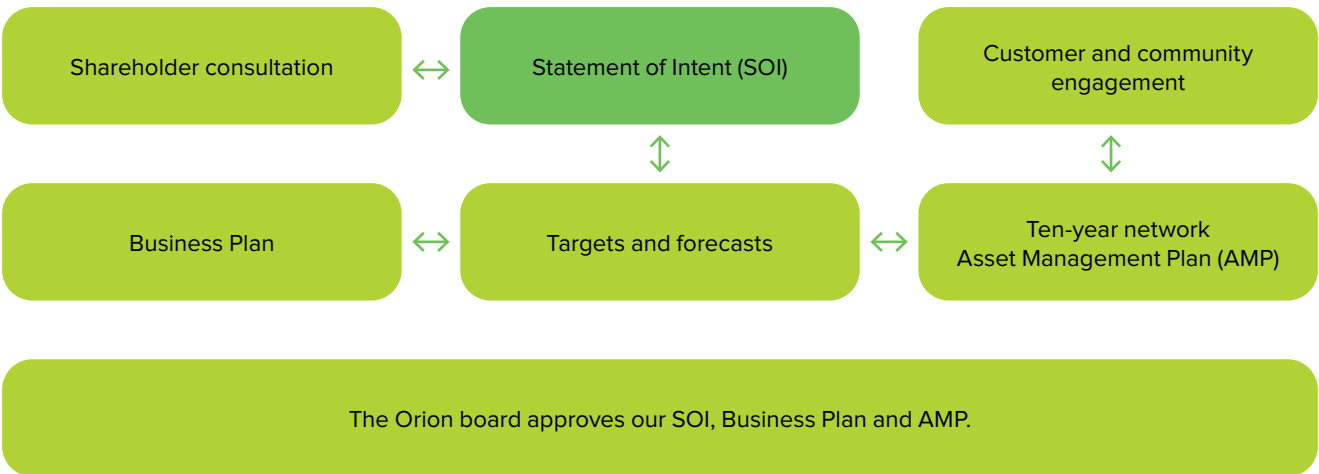 Shareholder consultation
Statement of Intent (SOI)
Customer and community
engagement
Business Plan
Targets and forecasts
Ten-year network
Asset Management Plan (AMP)
The Orion board approves our SOI, Business Plan and AMP.